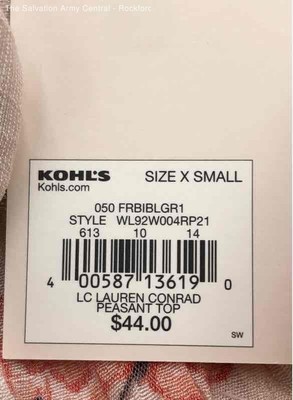 The Salvation Army Central - Rockford
KOHL'S SIZE X SMALL
Kohls.com
050 FRBIBLGR1
STYLE WL92W004RP21
613 10 14
4 00587 13619 0
LC LAUREN CONRAD
PEASANT TOP
$44.00
SW